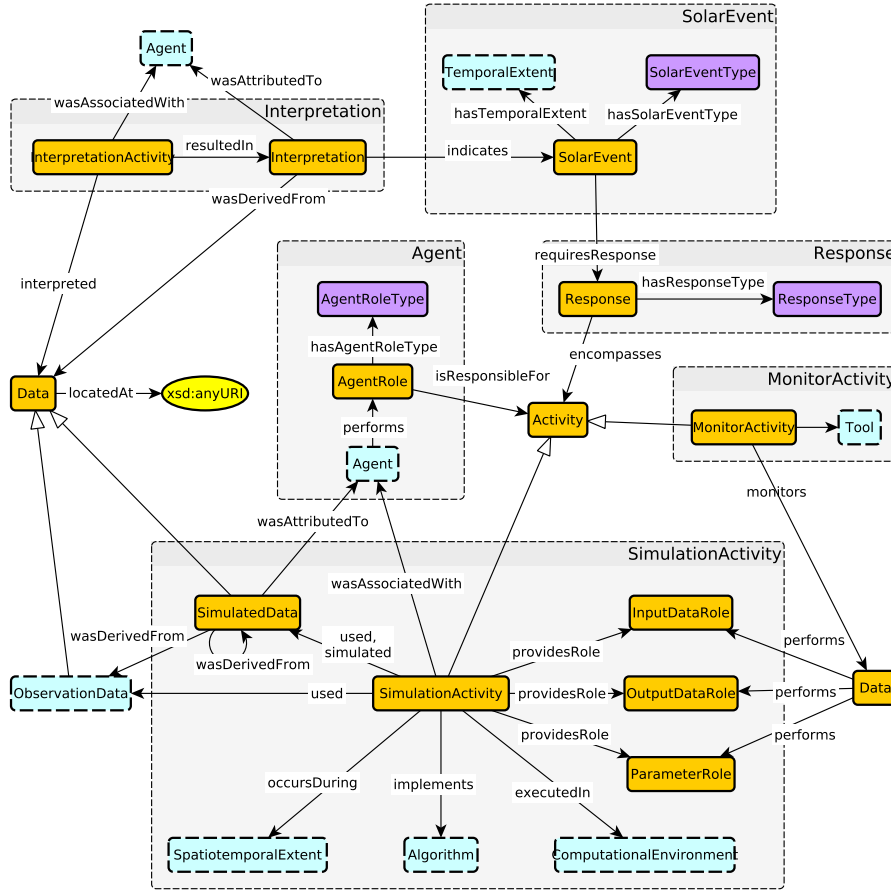 SolarEvent
Agent
TemporalExtent
SolarEventType
wasAttributedTo
wasAssociatedWith
hasTemporalExtent
hasSolarEventType
Interpretation
InterpretationActivity
resultedIn
Interpretation
indicates
SolarEvent
wasDerivedFrom
Agent
requiresResponse
Response
interpreted
AgentRoleType
Response
hasResponseType
ResponseType
hasAgentRoleType
encompasses
isResponsibleFor
MonitorActivity
Data
locatedAt
xsd:anyURI
AgentRole
performs
Activity
MonitorActivity
Tool
Agent
monitors
wasAttributedTo
SimulationActivity
wasAssociatedWith
SimulatedData
InputDataRole
wasDerivedFrom
used,
simulated
providesRole
performs
wasDerivedFrom
ObservationData
used
SimulationActivity
providesRole
OutputDataRole
performs
Data
providesRole
performs
ParameterRole
occursDuring
implements
executedIn
SpatiotemporalExtent
Algorithm
ComputationalEnvironment